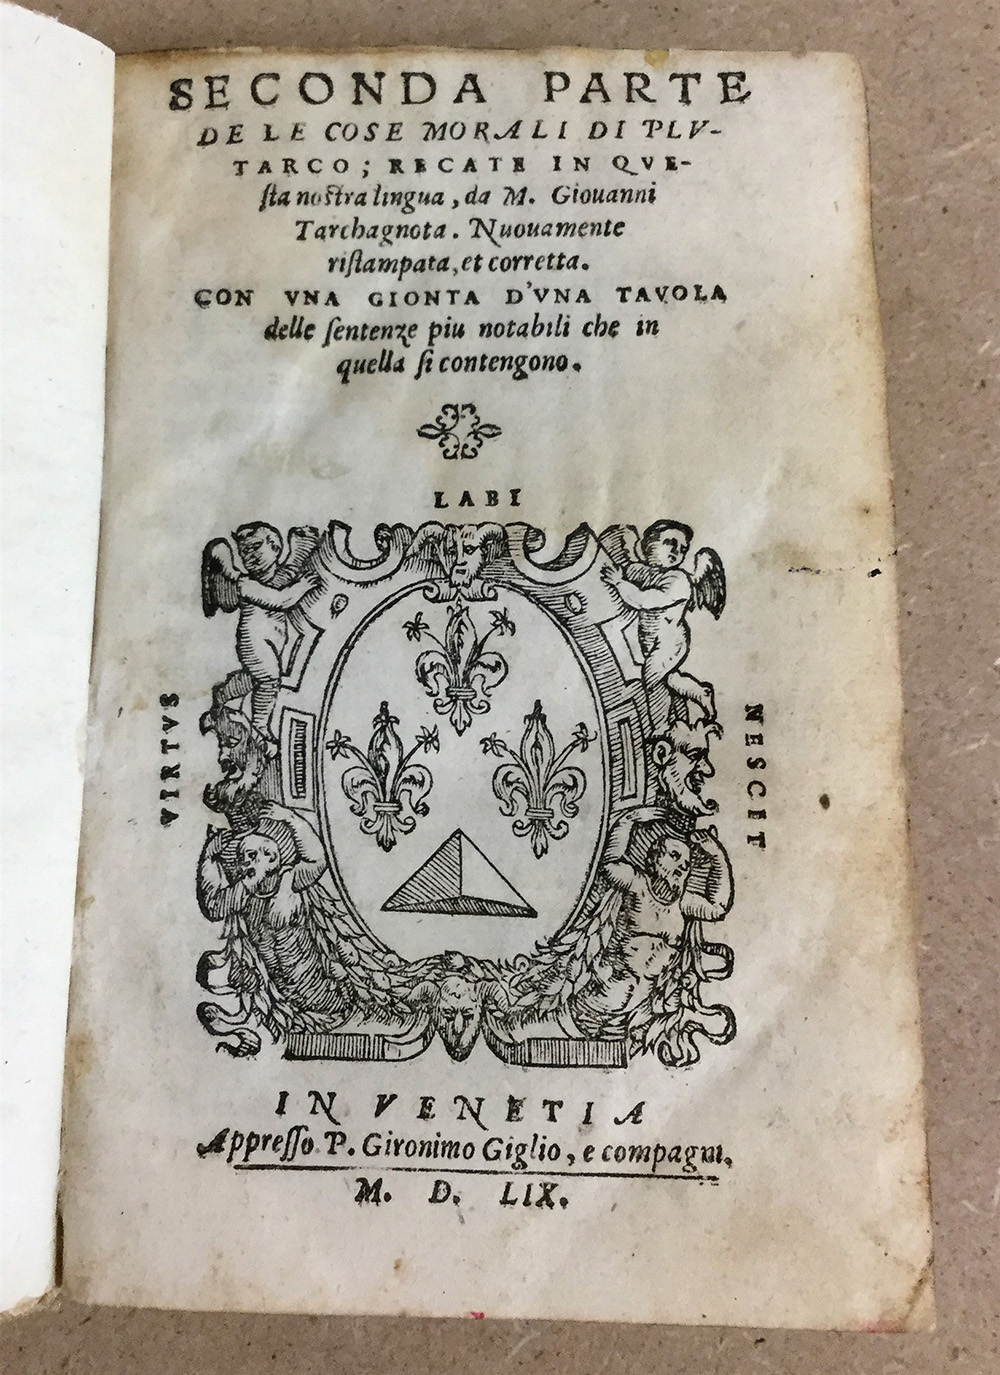 SECONDA PARTE
DE LE COSE MORALI DI PLV-
TARCO; RECATE IN QVE-
ſta noſtra lingua, da M. Giouanni
Tarchagnota. Nuouamente
riſtampata, et corretta.
CON VNA GIONTA D'VNA TAVOLA
delle ſentenze piu notabili che in
quella ſi contengono.
LABI
VIRTVS
NESCIT
IN VENETIA
Appreſſo P. Gironimo Giglio, e compagni.
M. D. LIX.